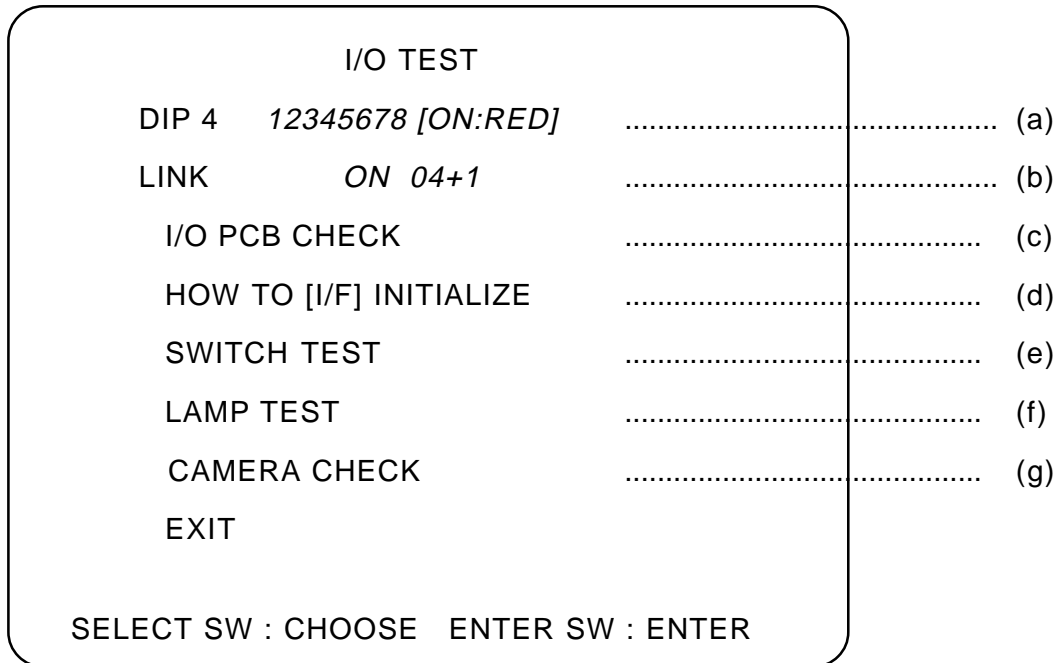 I/O TEST
DIP 4 12345678 [ON:RED] .............................................. (a)
LINK ON 04+1 .............................................. (b)
I/O PCB CHECK ............................................ (c)
HOW TO [I/F] INITIALIZE ............................................ (d)
SWITCH TEST ............................................ (e)
LAMP TEST ............................................ (f)
CAMERA CHECK ............................................ (g)
EXIT
SELECT SW : CHOOSE ENTER SW : ENTER